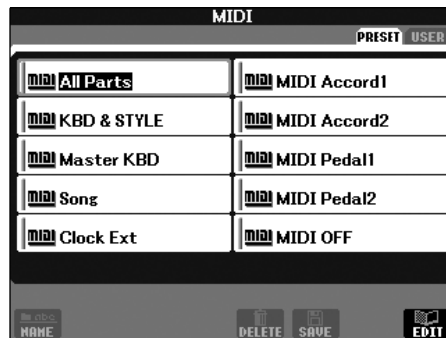 MIDI
PRESET USER
MIDI All Parts
MIDI KBD & STYLE
MIDI Master KBD
MIDI Song
MIDI Clock Ext
MIDI MIDI Accord1
MIDI MIDI Accord2
MIDI MIDI Pedal1
MIDI MIDI Pedal2
MIDI MIDI OFF
abc
NAME DELETE SAVE EDIT